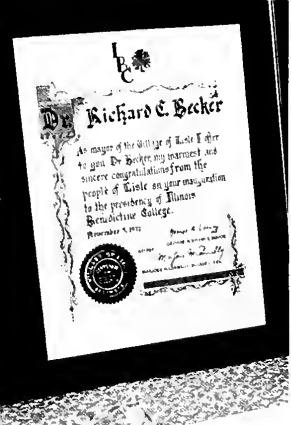 IBC
Dr. Richard C. Becker
As mayor of the Village of Lisle I offer
to you Dr Becker, my warmest and
sincere congratulations from the
people of Lisle on your inauguration
to the presidency of Illinois
Benedictine College.
November